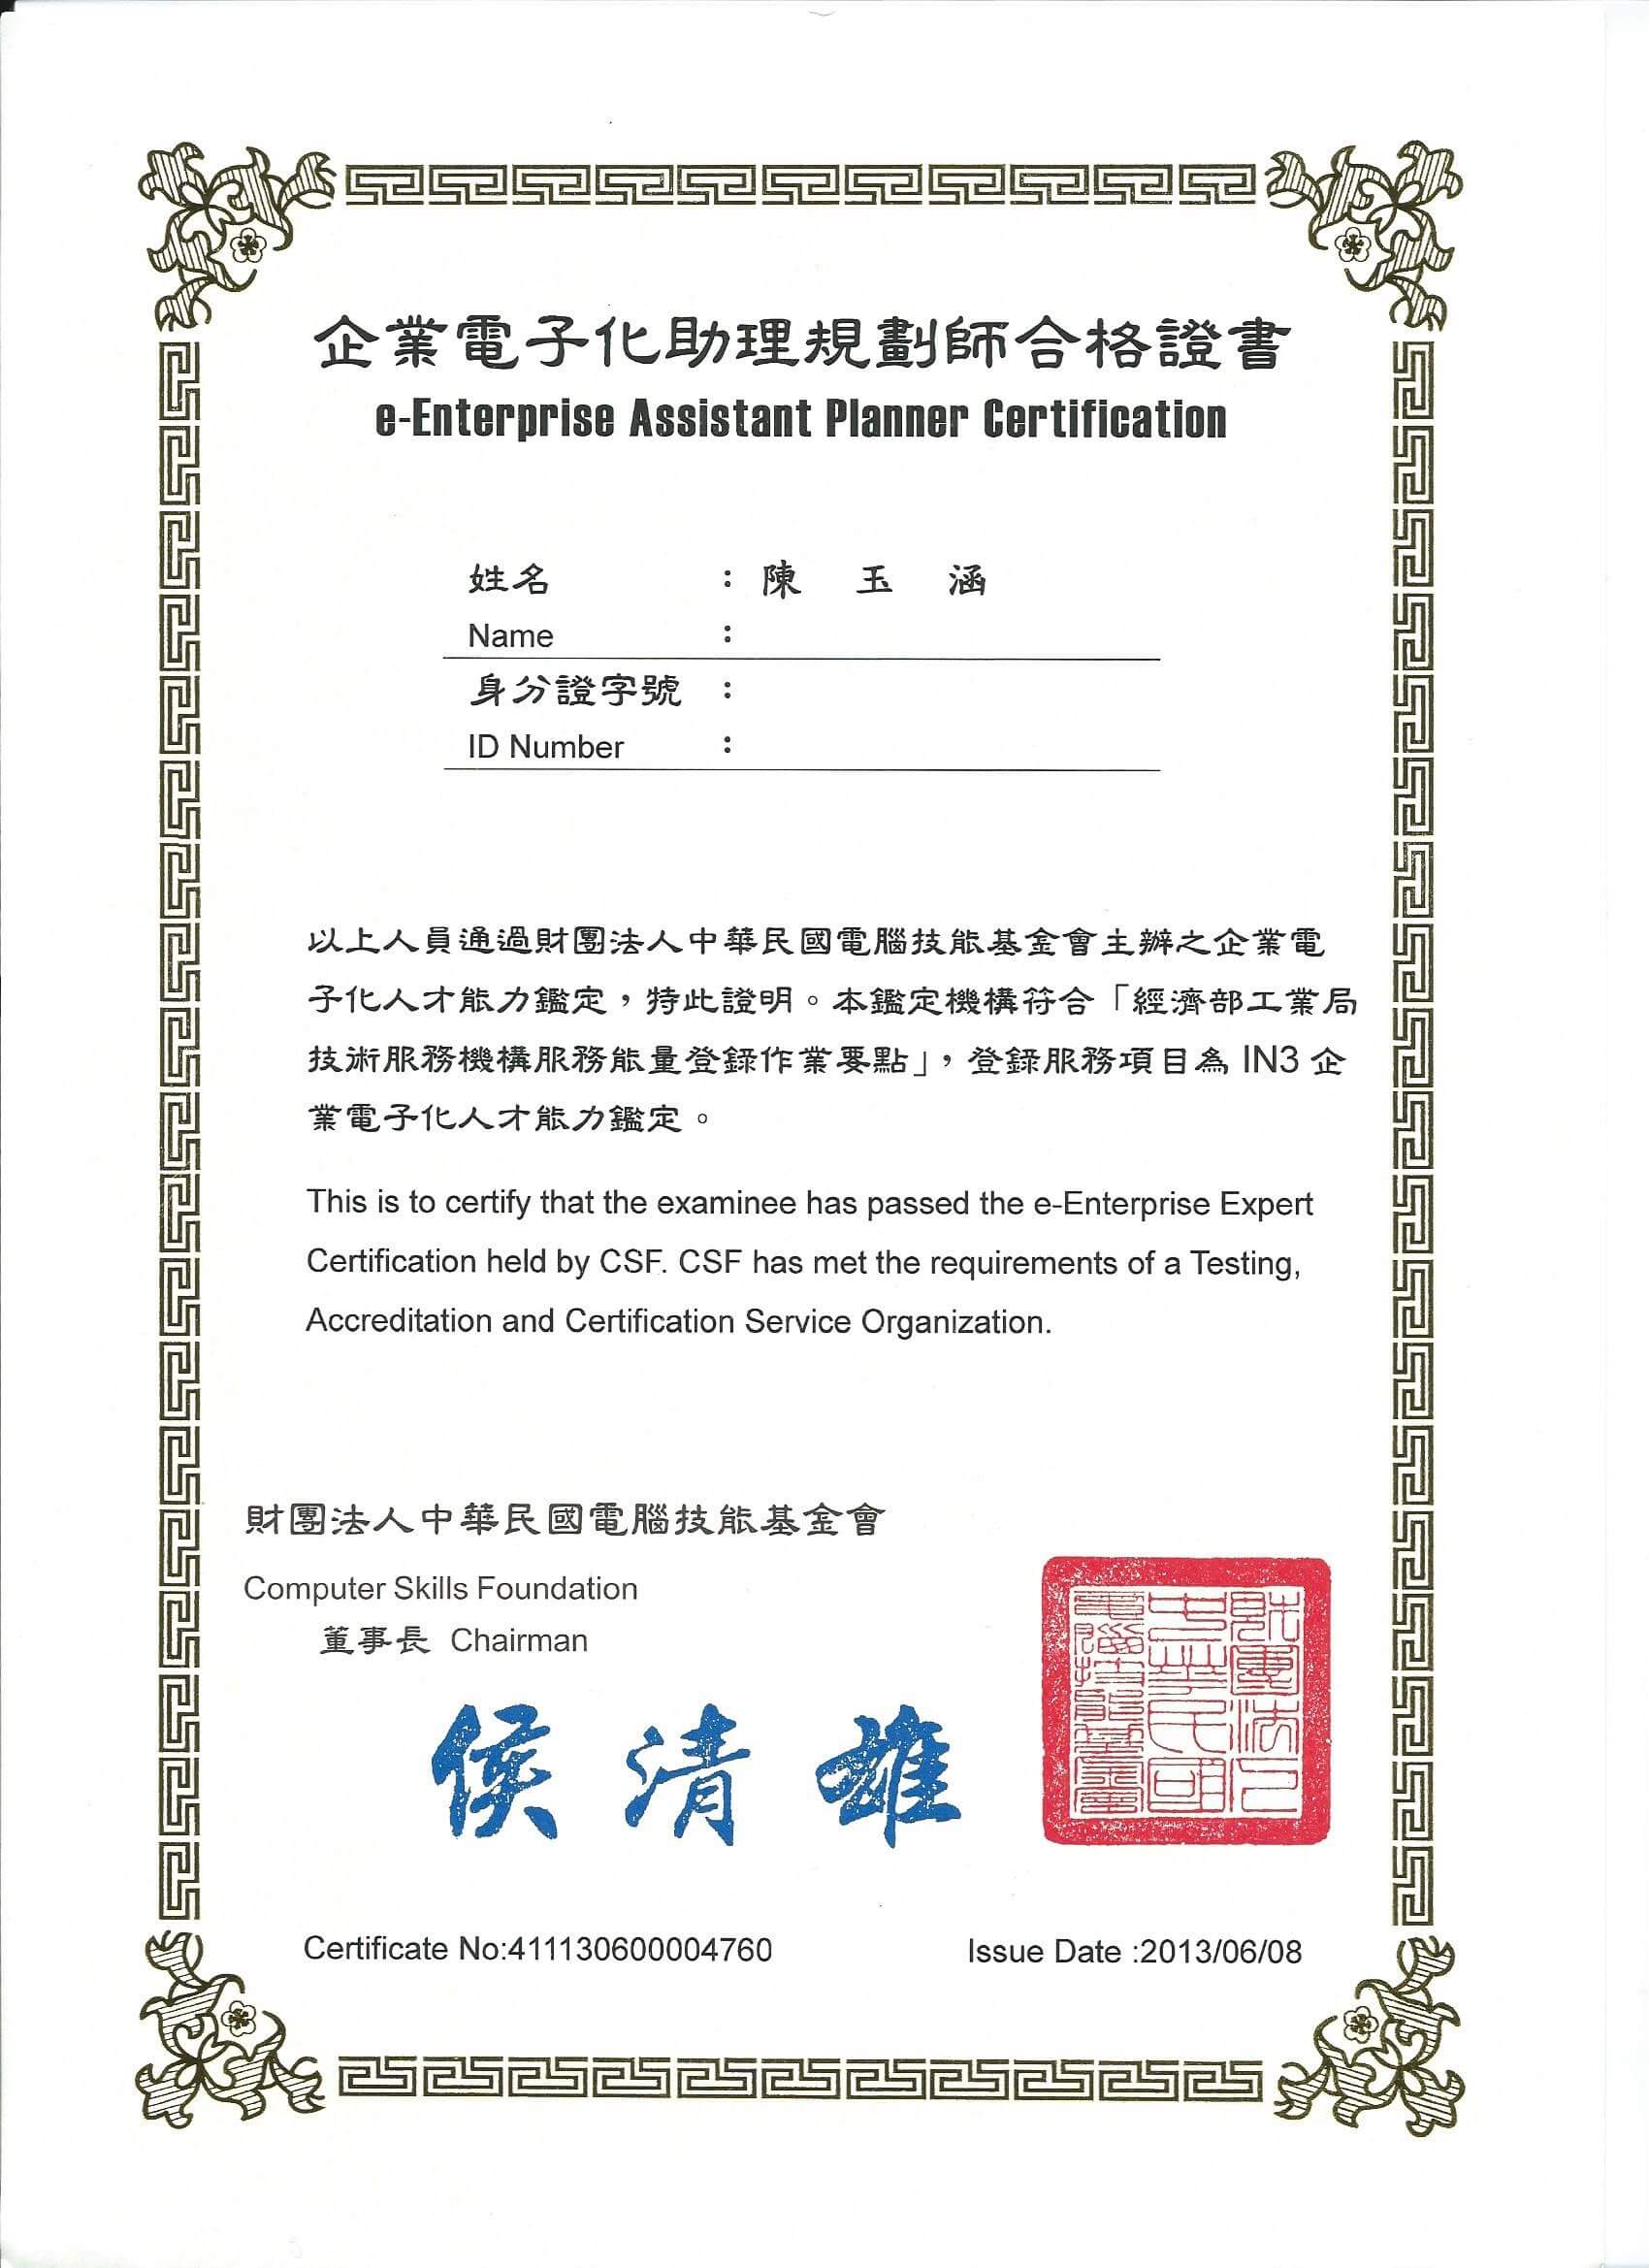 企業電子化助理規劃師合格證書
e-Enterprise Assistant Planner Certification
姓名 : 陳 玉 涵
Name :
身分證字號 :
ID Number :
以上人員通過財團法人中華民國電腦技能基金會主辦之企業電
子化人才能力鑑定,特此證明。本鑑定機構符合「經濟部工業局
技術服務機構服務能量登錄作業要點」,登錄服務項目為 IN3 企
業電子化人才能力鑑定。
This is to certify that the examinee has passed the e-Enterprise Expert
Certification held by CSF. CSF has met the requirements of a Testing,
Accreditation and Certification Service Organization.
財團法人中華民國電腦技能基金會
Computer Skills Foundation
董事長 Chairman
侯 清 雄
財團法人
中華民國
電腦技能基金會
Certificate No:411130600004760
Issue Date :2013/06/08